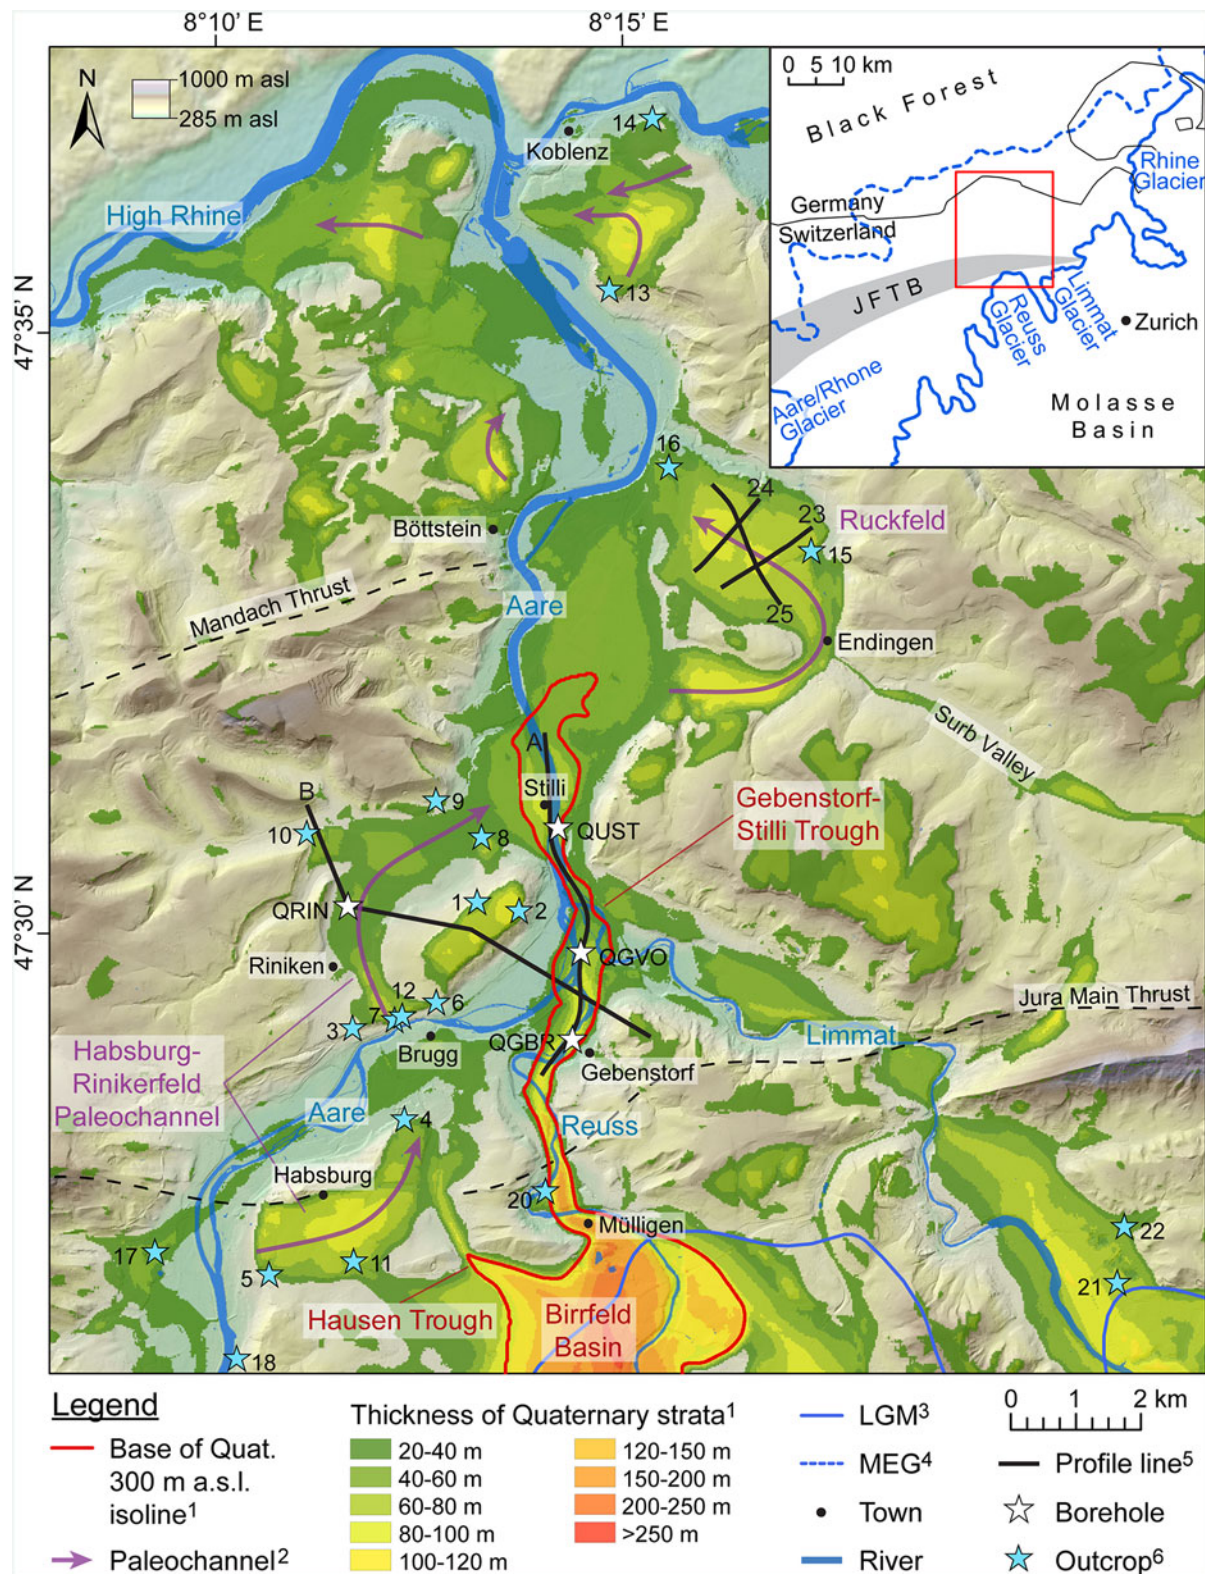 8°10' E
8°15' E
N
1000 m asl
285 m asl
0 5 10 km
Black Forest
Rhine
Glacier
Germany
Switzerland
JFTB
Limmat
Glacier
Reuss
Glacier
Zurich
Aare/Rhone
Glacier
Molasse
Basin
14
Koblenz
High Rhine
13
47°35' N
16
24
23
Ruckfeld
15
Böttstein
25
Mandach Thrust
Aare
Endingen
Surb Valley
A
Stilli
B
9
10
8
QUST
Gebenstorf-
Stilli Trough
1
2
QRIN
47°30' N
QGVO
Riniken
12
6
7
3
Brugg
QGBR
Gebenstorf
Jura Main Thrust
Limmat
Habsburg-
Rinikerfeld
Paleochannel
Aare
4
Reuss
Habsburg
20
Mülligen
17
5
11
22
21
Hausen Trough
Birrfeld
Basin
18
Legend
Base of Quat.
300 m a.s.l.
isoline1
Paleochannel2
Thickness of Quaternary strata1
20-40 m
40-60 m
60-80 m
80-100 m
100-120 m
120-150 m
150-200 m
200-250 m
>250 m
LGM3
MEG4
Town
River
0 1 2 km
Profile line5
Borehole
Outcrop6